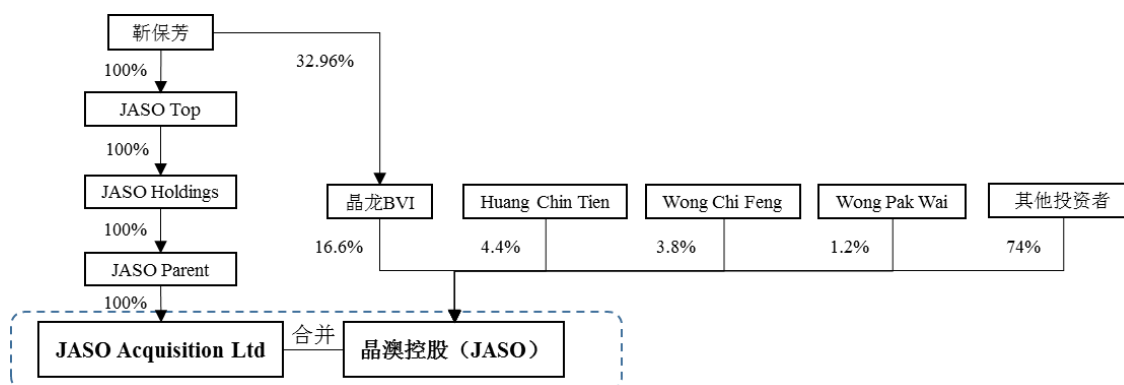 靳保芳
100%
32.96%
JASO Top
100%
JASO Holdings
晶龙BVI
Huang Chin Tien
Wong Chi Feng
Wong Pak Wai
其他投资者
100%
16.6%
4.4%
3.8%
1.2%
74%
JASO Parent
100%
JASO Acquisition Ltd
合并
晶澳控股（JASO）